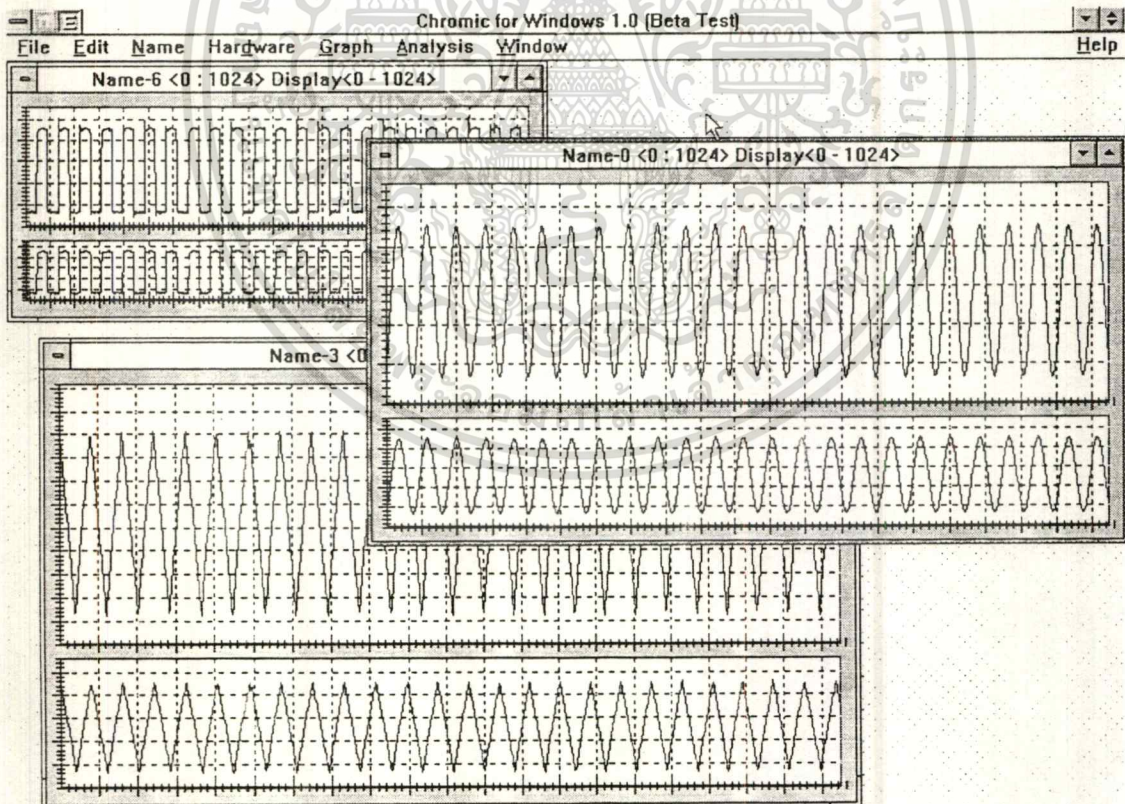 Chromic for Windows 1.0 (Beta Test)
File Edit Name Hardware Graph Analysis Window Help
Name-6 <0 : 1024> Display<0 - 1024>
Name-0 <0 : 1024> Display<0 - 1024>
Name-3 <0